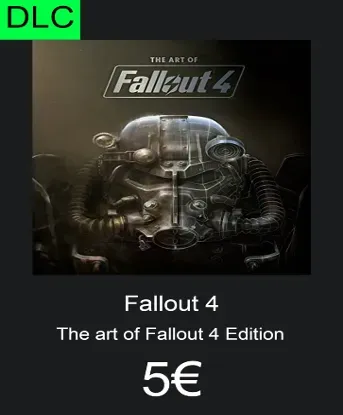 DLC
THE ART OF
Fallout 4
Fallout 4
The art of Fallout 4 Edition
5€